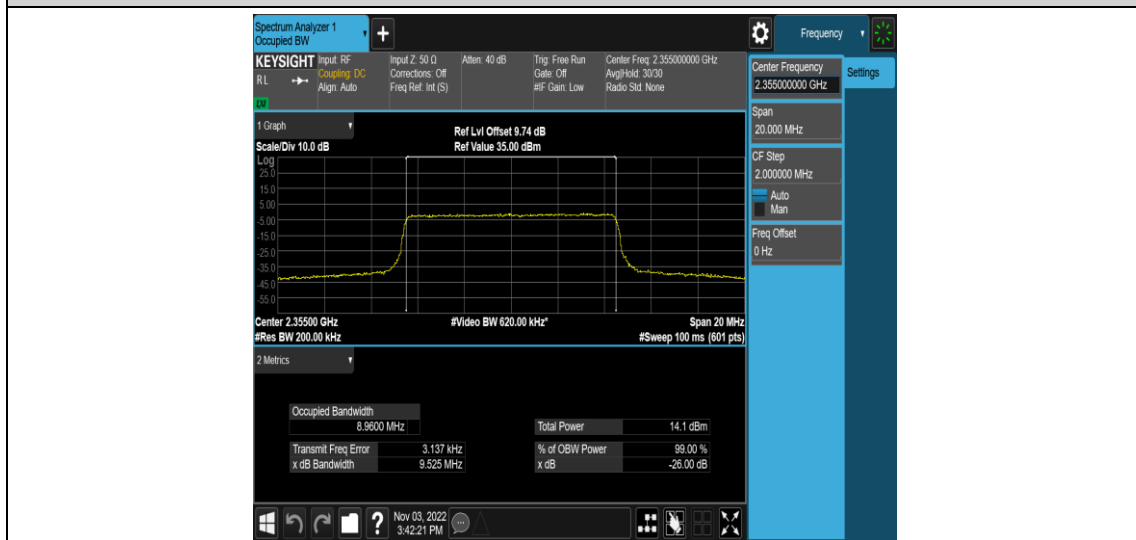 Spectrum Analyzer 1
Occupied BW
+
Frequency
KEYSIGHT
RL
LXI
Input: RF
Coupling: DC
Align: Auto
Input Z: 50 Ω
Corrections: Off
Freq Ref: Int (S)
Atten: 40 dB
Trig: Free Run
Gate: Off
#IF Gain: Low
Center Freq: 2.355000000 GHz
Avg|Hold: 30/30
Radio Std: None
Center Frequency
2.355000000 GHz
Settings
Span
20.000 MHz
CF Step
2.000000 MHz
Auto
Man
Freq Offset
0 Hz
1 Graph
Scale/Div 10.0 dB
Ref Lvl Offset 9.74 dB
Ref Value 35.00 dBm
Log
25.0
15.0
5.00
-5.00
-15.0
-25.0
-35.0
-45.0
-55.0
Center 2.35500 GHz
#Res BW 200.00 kHz
#Video BW 620.00 kHz*
Span 20 MHz
#Sweep 100 ms (601 pts)
2 Metrics
Occupied Bandwidth
8.9600 MHz
Total Power 14.1 dBm
Transmit Freq Error 3.137 kHz
% of OBW Power 99.00 %
x dB Bandwidth 9.525 MHz
x dB -26.00 dB
?
Nov 03, 2022
3:42:21 PM